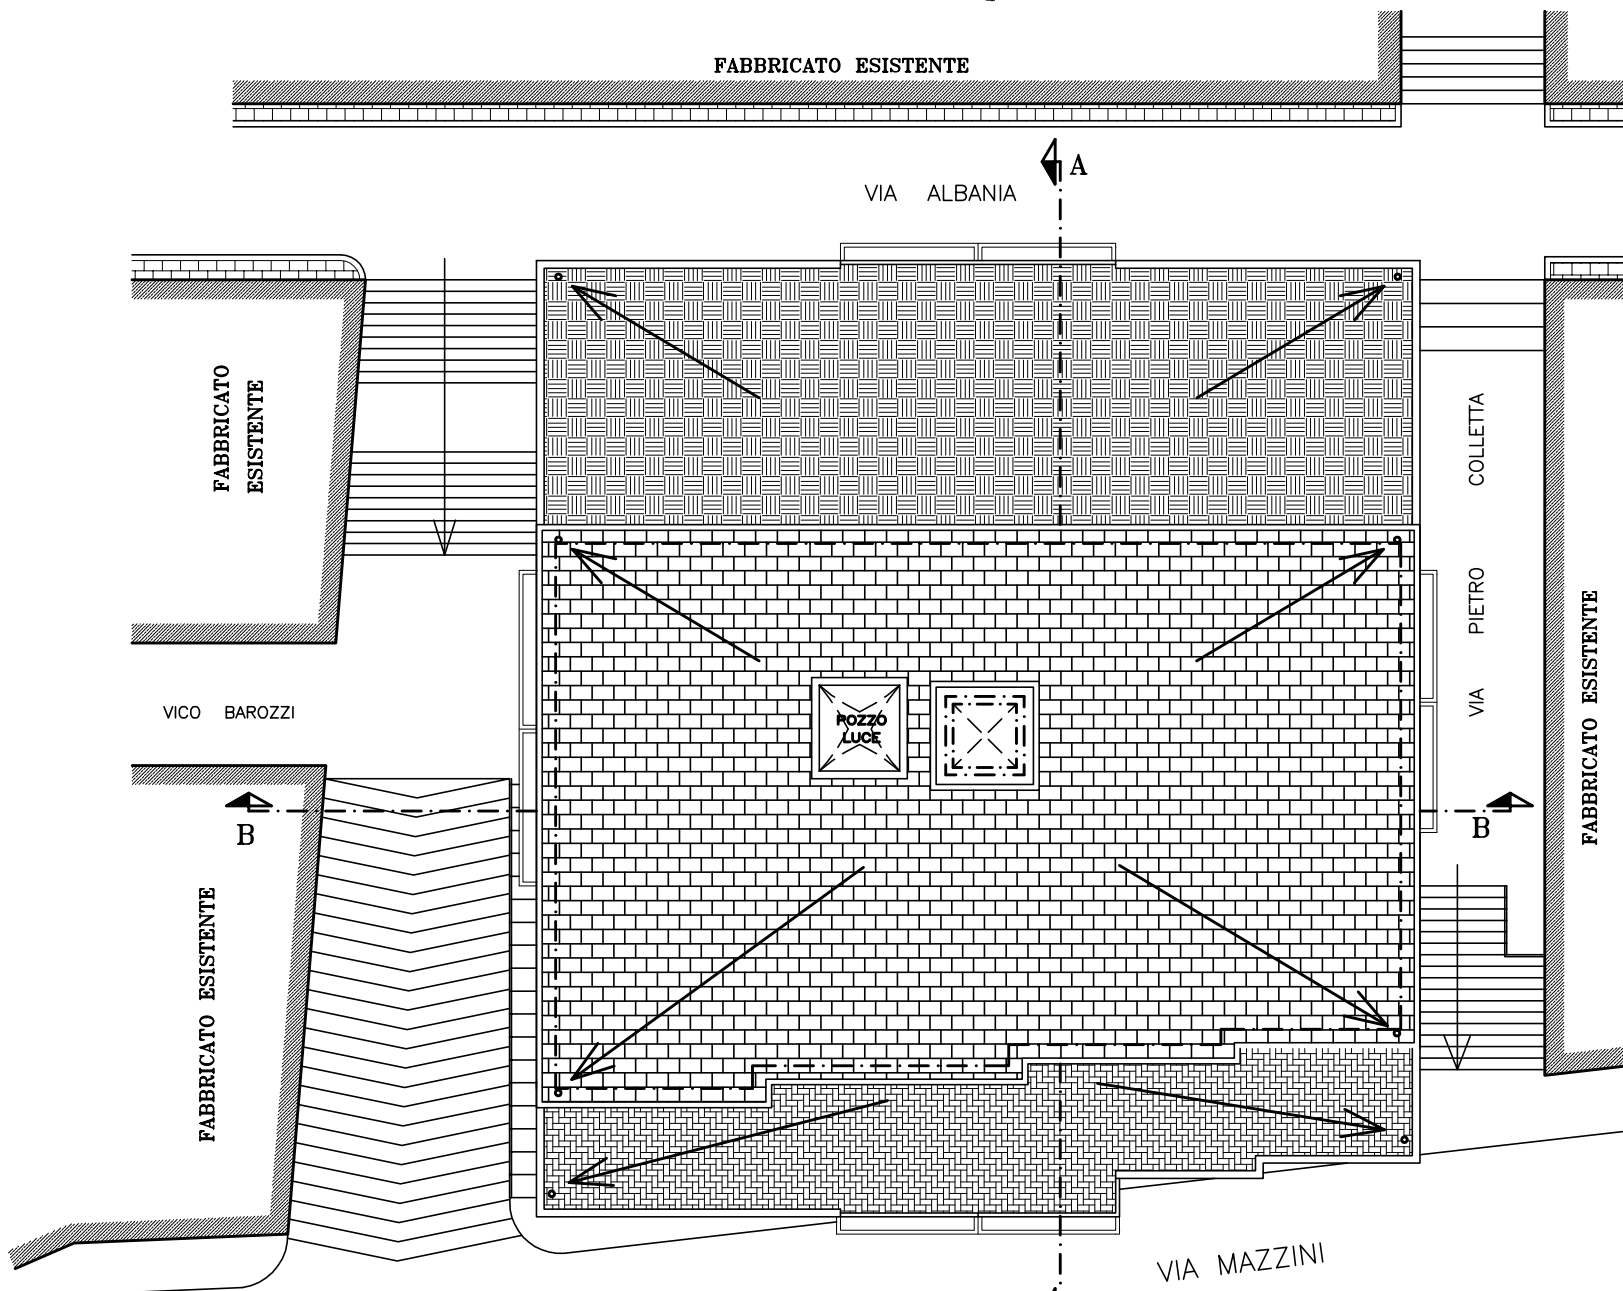 FABBRICATO ESISTENTE
A
VIA ALBANIA
FABBRICATO
ESISTENTE
VIA PIETRO COLLETTA
FABBRICATO ESISTENTE
VICO BAROZZI
POZZO
LUCE
B
B
FABBRICATO ESISTENTE
VIA MAZZINI